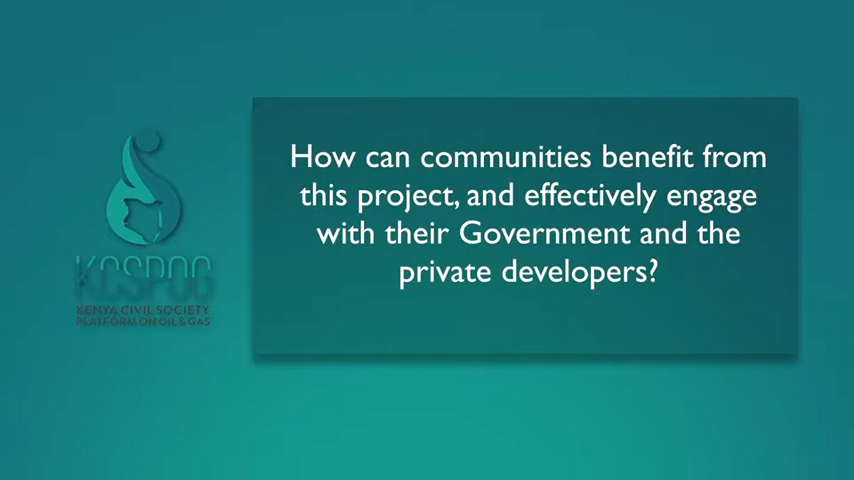 How can communities benefit from
this project, and effectively engage
with their Government and the
private developers?
KCSPOG
KENYA CIVIL SOCIETY
PLATFORM ON OIL & GAS